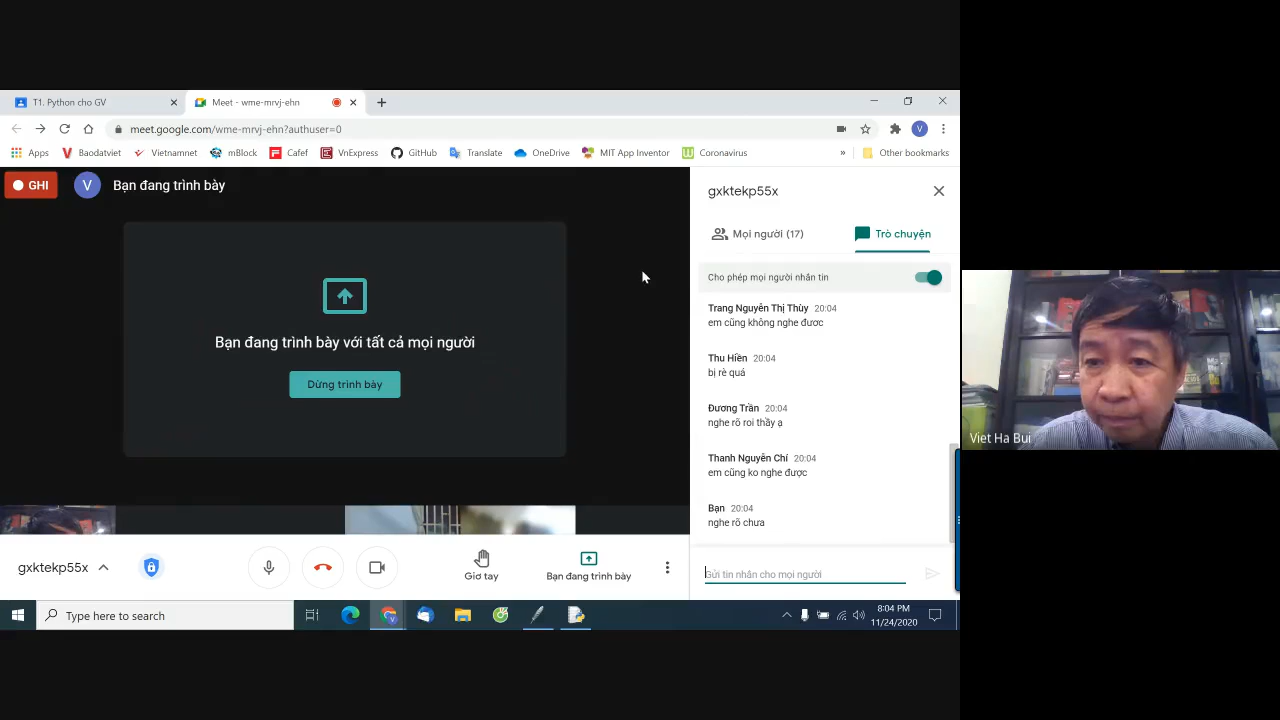 T1. Python cho GV
Meet - wme-mrvj-ehn
meet.google.com/wme-mrvj-ehn?authuser=0
V
Apps
Baodatviet
Vietnamnet
mBlock
Cafef
VnExpress
GitHub
Translate
OneDrive
MIT App Inventor
Coronavirus
»
Other bookmarks
GHI
V
Bạn đang trình bày
Bạn đang trình bày với tất cả mọi người
Dừng trình bày
gxktekp55x
Mọi người (17)
Trò chuyện
Cho phép mọi người nhắn tin
Trang Nguyễn Thị Thùy 20:04
em cũng không nghe đươc
Thu Hiền 20:04
bị rè quá
Đương Trần 20:04
nghe rõ roi thầy ạ
Thanh Nguyễn Chí 20:04
em cũng ko nghe được
Bạn 20:04
nghe rõ chưa
Gửi tin nhắn cho mọi người
gxktekp55x
Giơ tay
Bạn đang trình bày
Type here to search
8:04 PM
11/24/2020
Viet Ha Bui